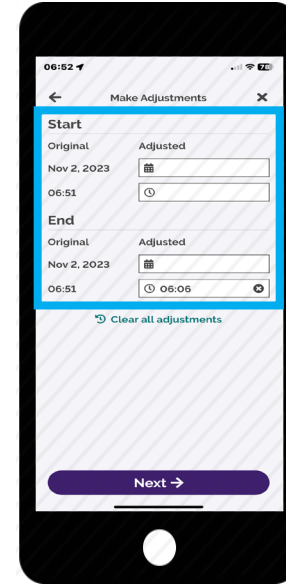 06:52
Make Adjustments
Start
Original Adjusted
Nov 2, 2023
06:51
End
Original Adjusted
Nov 2, 2023
06:51 06:06
Clear all adjustments
Next →